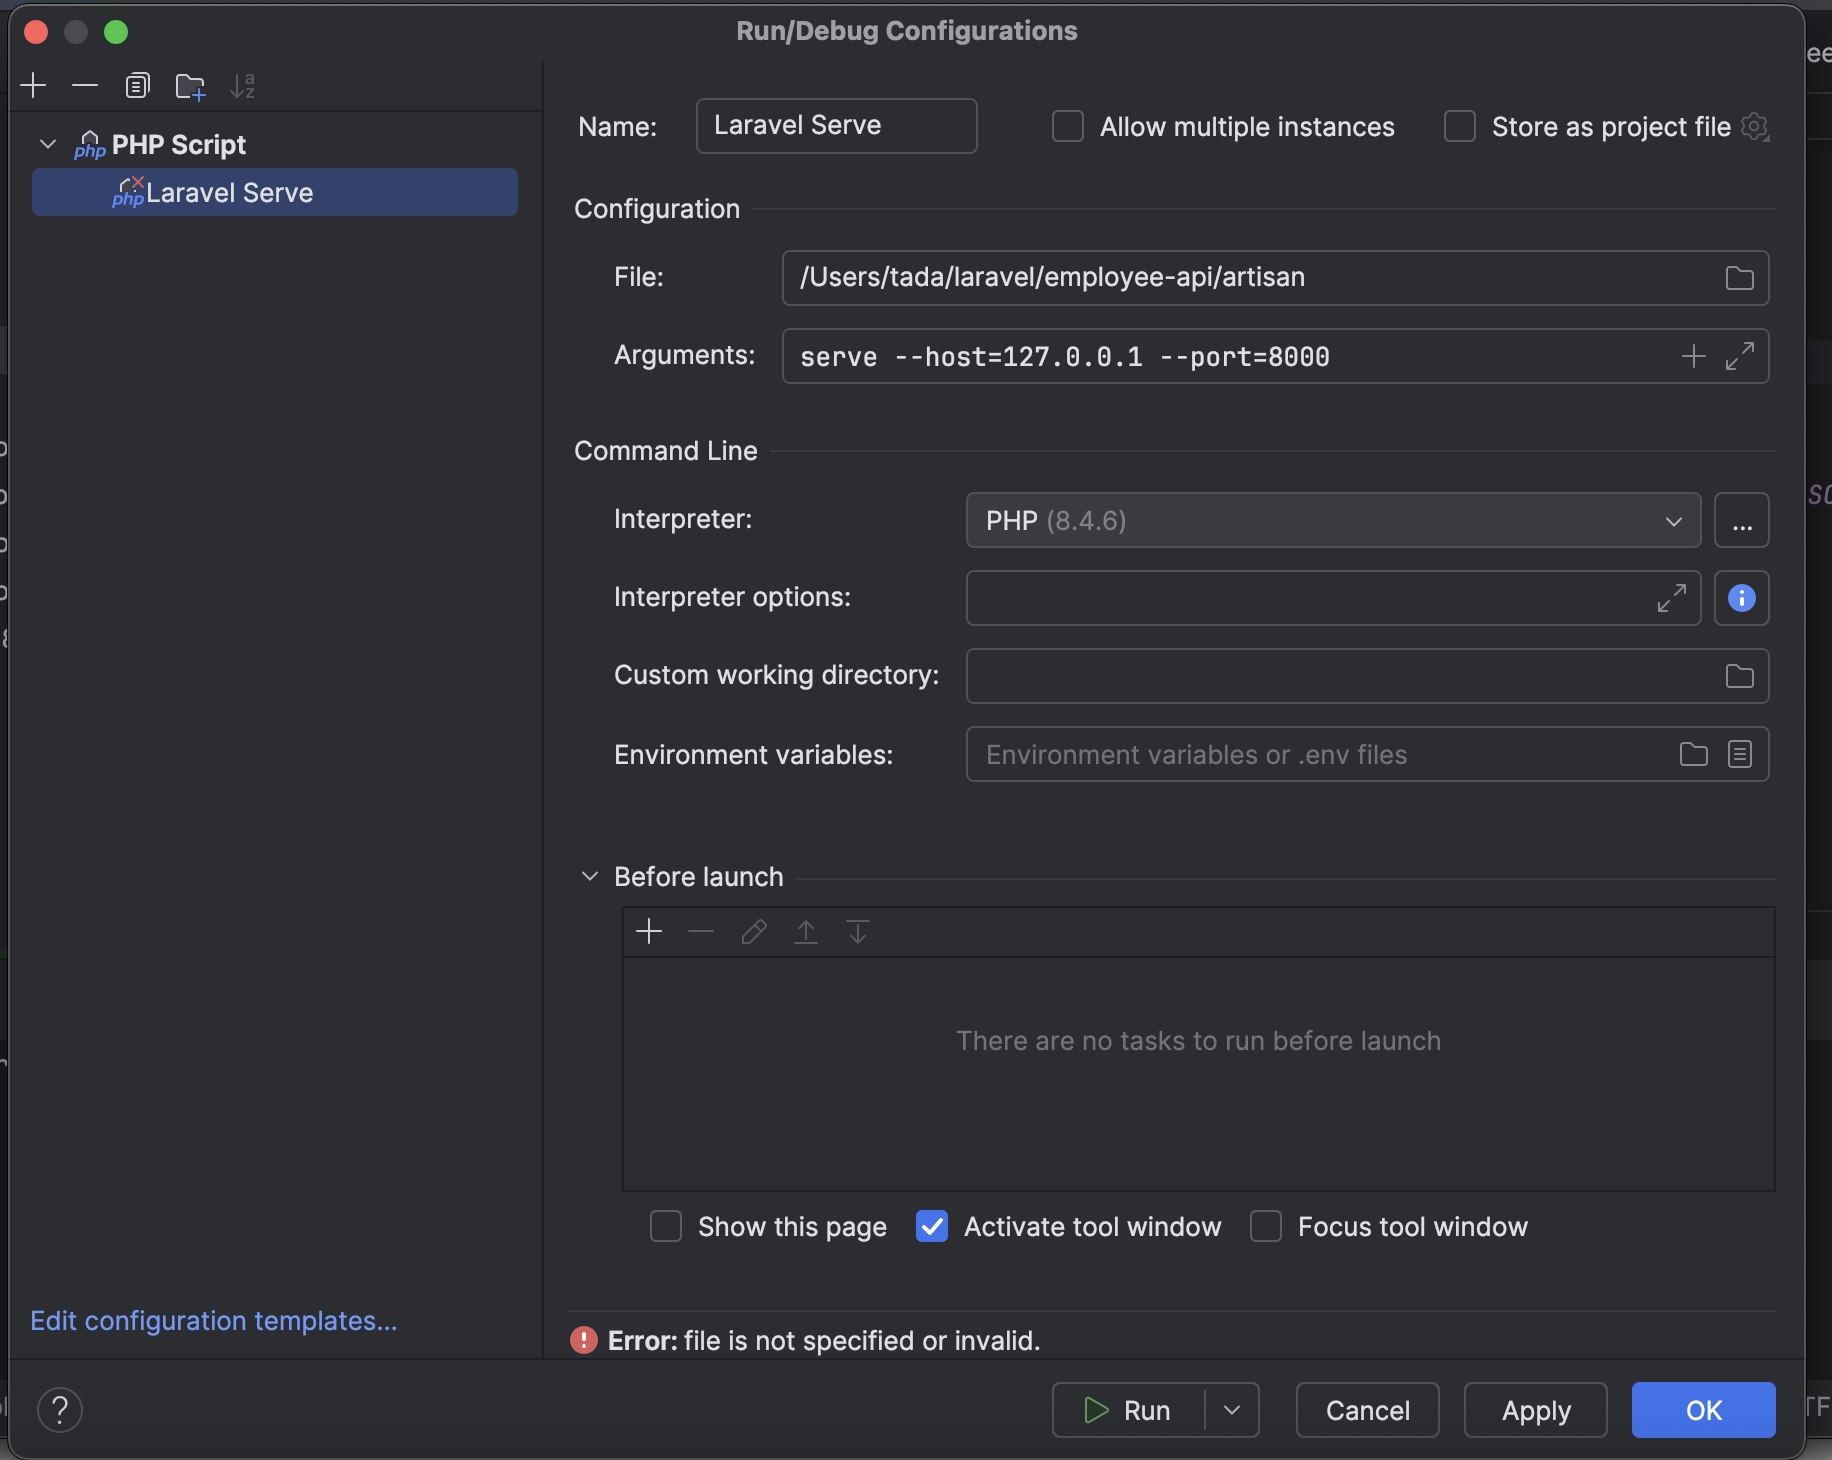 Run/Debug Configurations
PHP Script
php
Laravel Serve
php
Name: Laravel Serve Allow multiple instances Store as project file
Configuration
File: /Users/tada/laravel/employee-api/artisan
Arguments: serve --host=127.0.0.1 --port=8000
Command Line
Interpreter: PHP (8.4.6) ...
Interpreter options:
Custom working directory:
Environment variables: Environment variables or .env files
Before launch
There are no tasks to run before launch
Show this page Activate tool window Focus tool window
Edit configuration templates...
Error: file is not specified or invalid.
? Run Cancel Apply OK